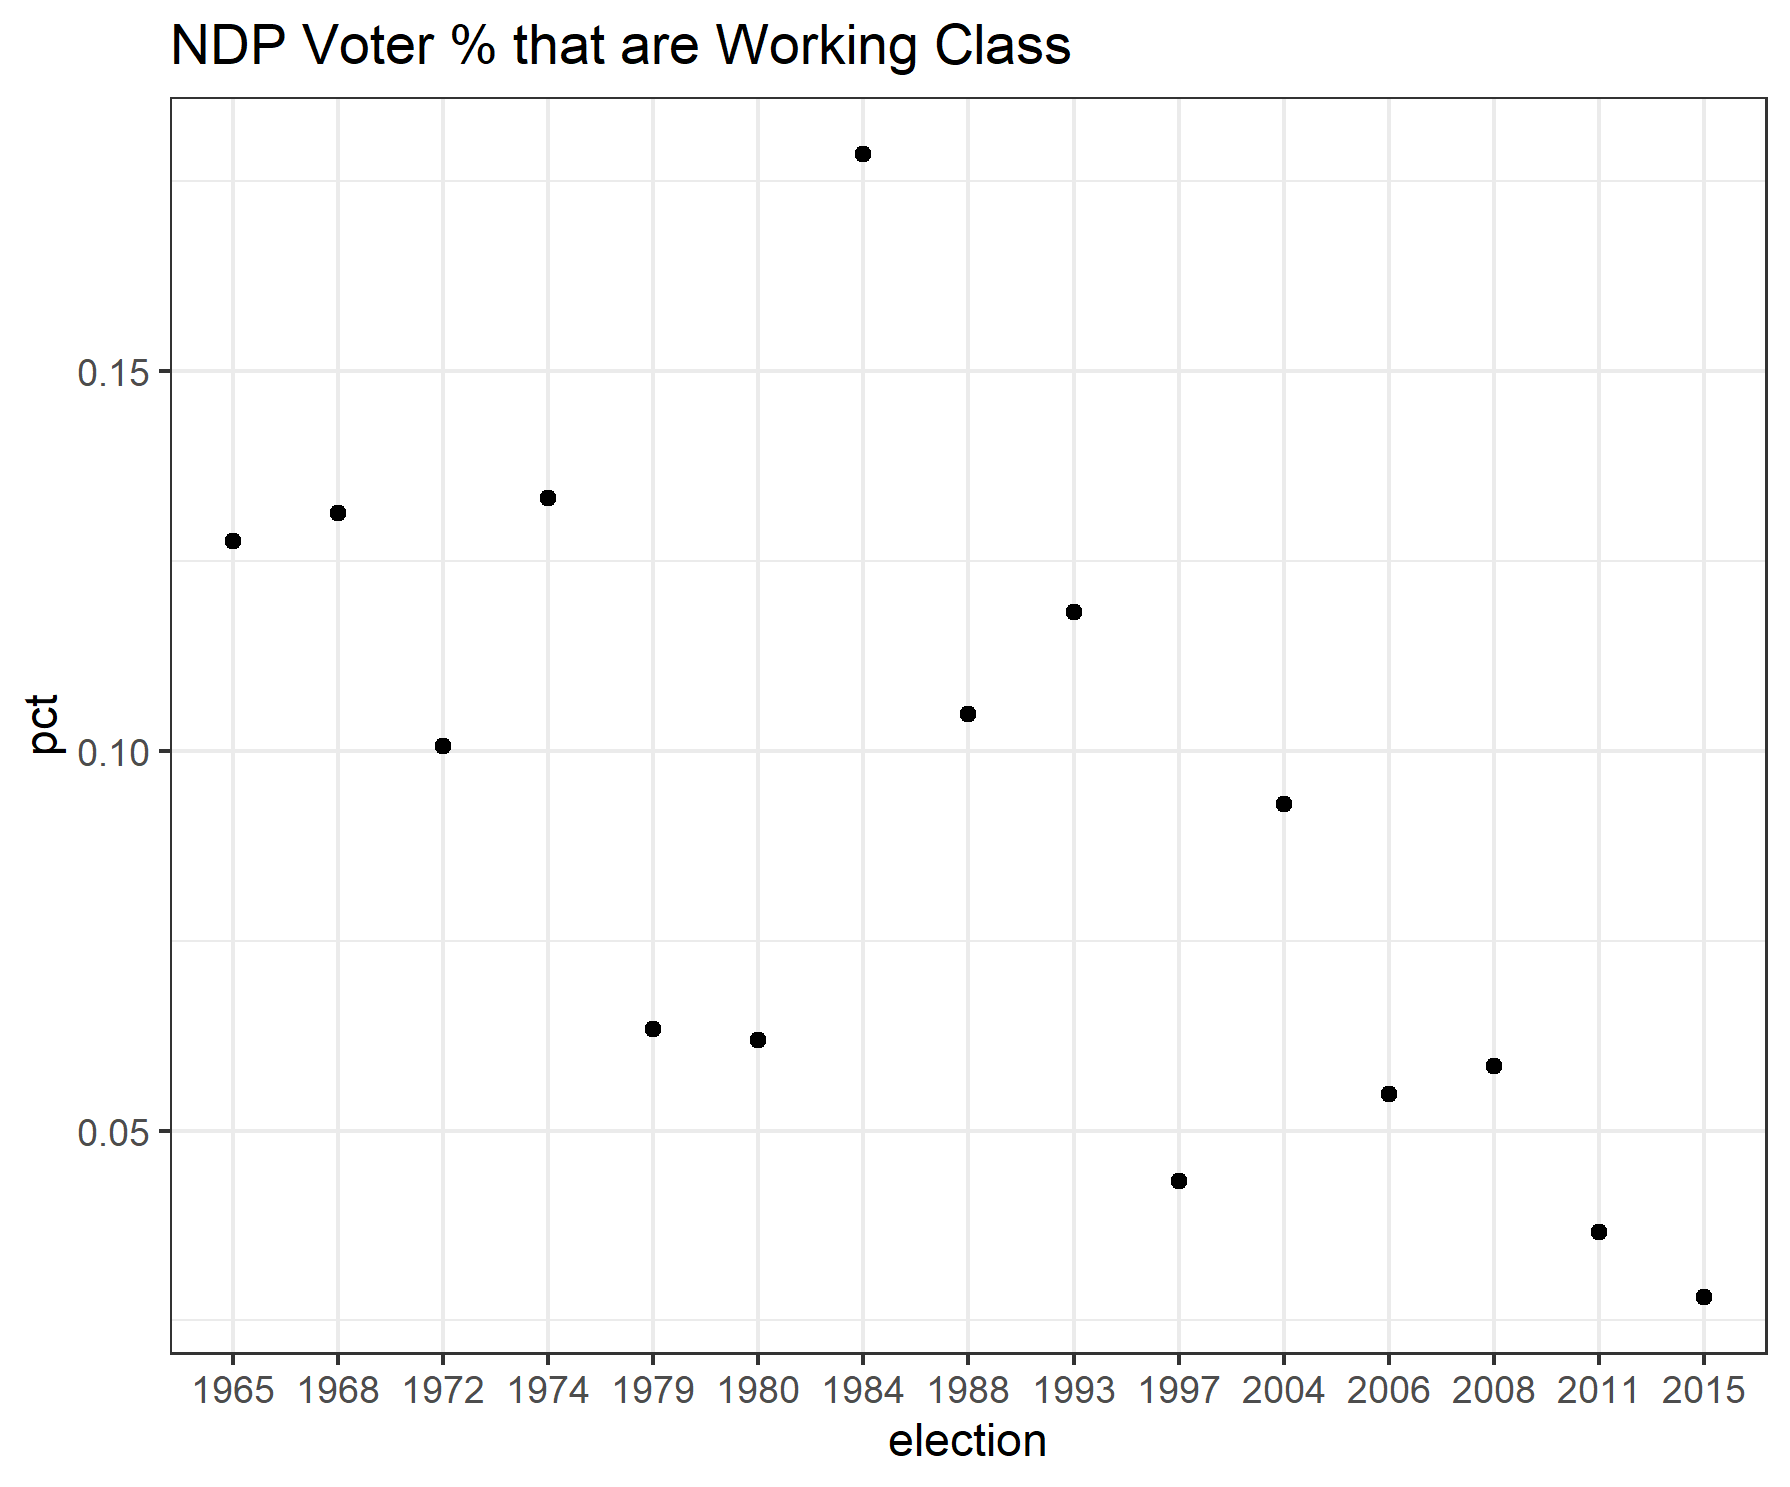 NDP Voter % that are Working Class
pct
0.15
0.10
0.05
1965 1968 1972 1974 1979 1980 1984 1988 1993 1997 2004 2006 2008 2011 2015
election